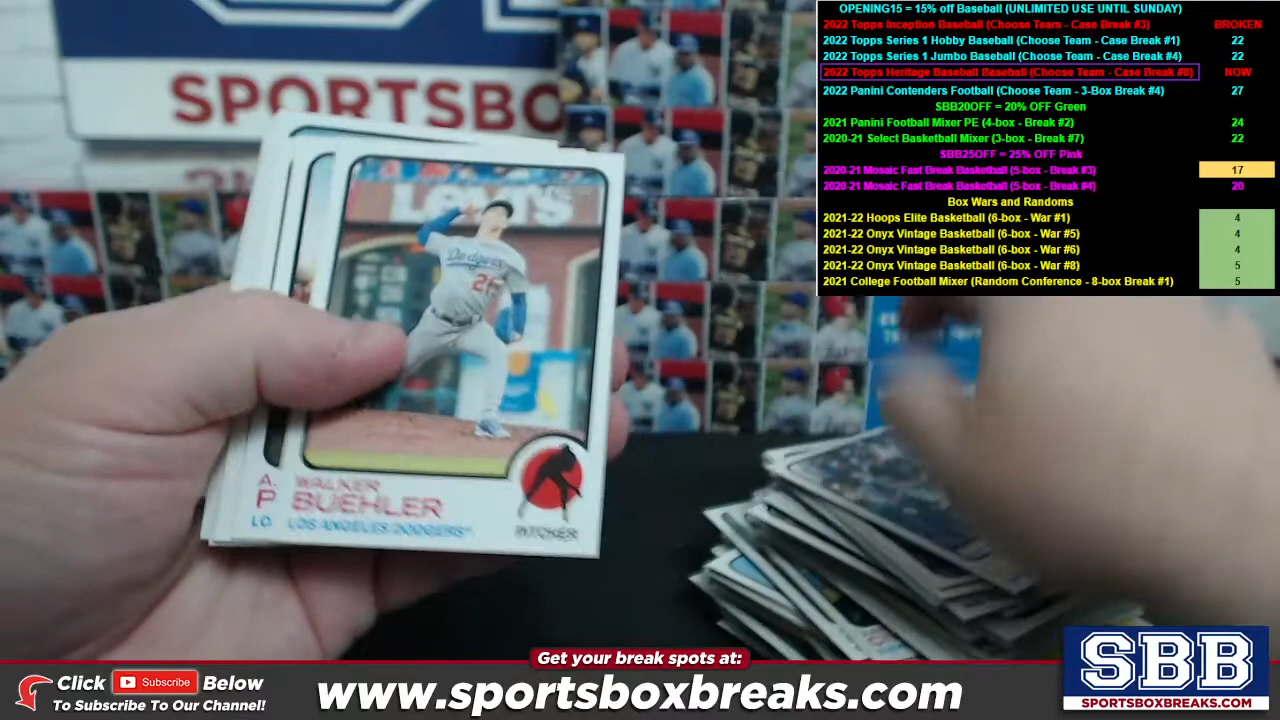 OPENING15 = 15% off Baseball (UNLIMITED USE UNTIL SUNDAY)
2022 Topps Inception Baseball (Choose Team - Case Break #3) BROKEN
2022 Topps Series 1 Hobby Baseball (Choose Team - Case Break #1) 22
2022 Topps Series 1 Jumbo Baseball (Choose Team - Case Break #4) 22
2022 Topps Heritage Baseball Baseball (Choose Team - Case Break #8) NOW
2022 Panini Contenders Football (Choose Team - 3-Box Break #4) 27
SBB20OFF = 20% OFF Green
2021 Panini Football Mixer PE (4-box - Break #2) 24
2020-21 Select Basketball Mixer (3-box - Break #7) 22
SBB25OFF = 25% OFF Pink
2020-21 Mosaic Fast Break Basketball (5-box - Break #3) 17
2020-21 Mosaic Fast Break Basketball (5-box - Break #4) 20
Box Wars and Randoms
2021-22 Hoops Elite Basketball (6-box - War #1) 4
2021-22 Onyx Vintage Basketball (6-box - War #5) 4
2021-22 Onyx Vintage Basketball (6-box - War #6) 4
2021-22 Onyx Vintage Basketball (6-box - War #8) 5
2021 College Football Mixer (Random Conference - 8-box Break #1) 5
SPORTSBO
Levi's
Dodgers
A.
P
LO
WALKER
BUEHLER
LOS ANGELES DODGERS
PITCHER
Get your break spots at:
Click Subscribe Below
To Subscribe To Our Channel!
www.sportsboxbreaks.com
SBB
SPORTSBOXBREAKS.COM